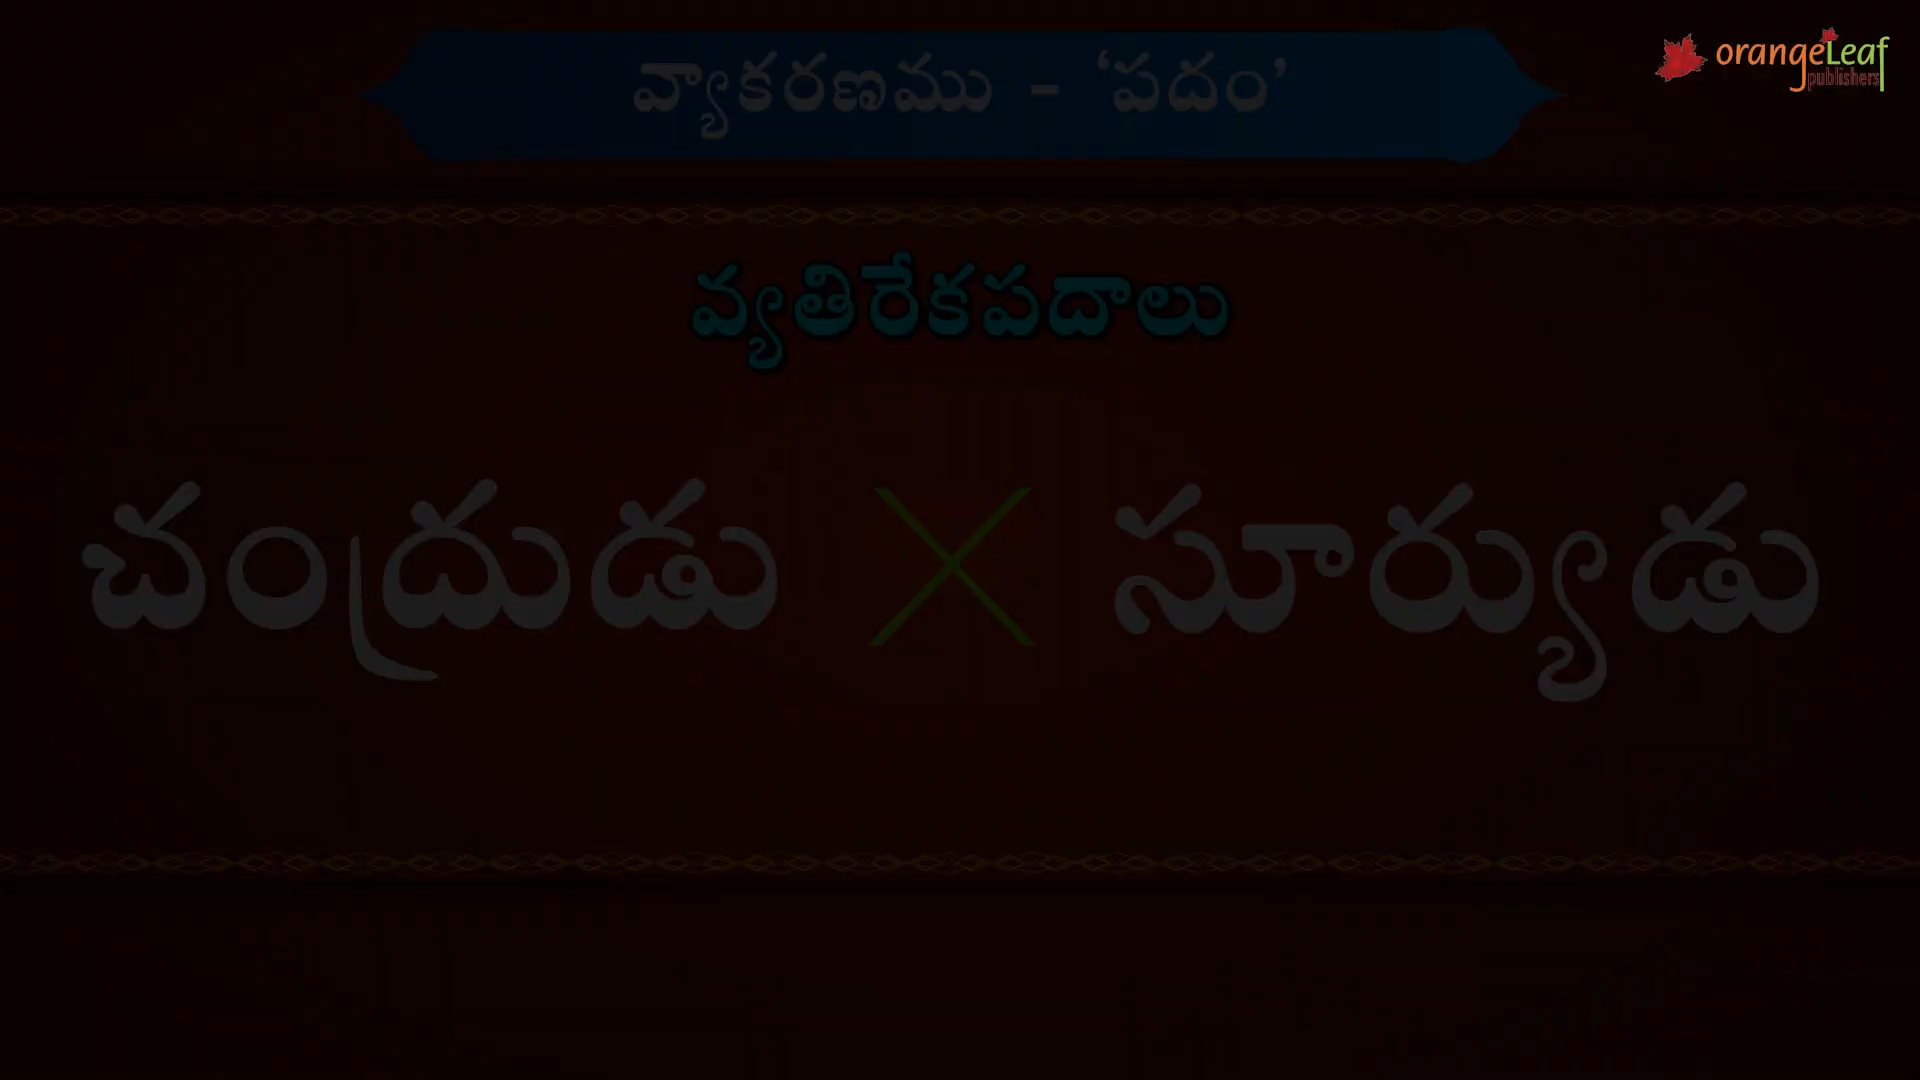 వ్యాకరణము - ‘పదం’
orangeLeaf
publishers
వ్యతిరేకపదాలు
చంద్రుడు X సూర్యుడు